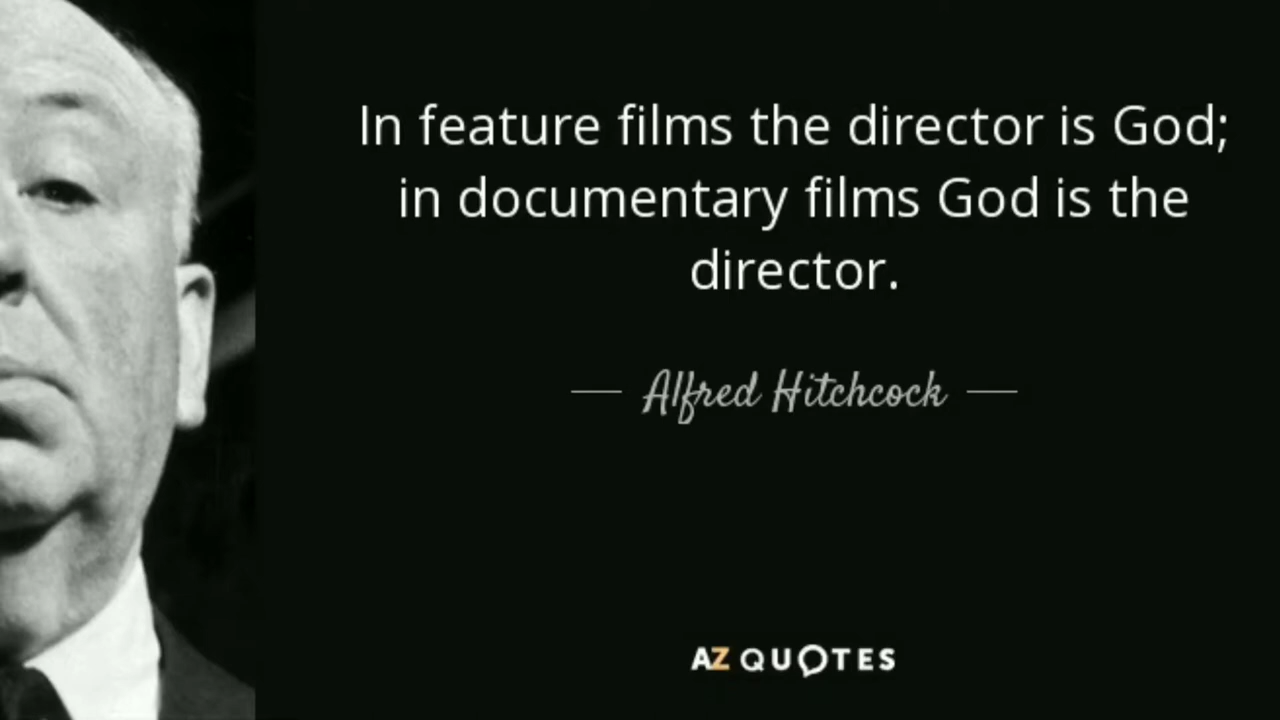 In feature films the director is God;
in documentary films God is the
director.
Alfred Hitchcock
AZ QUOTES